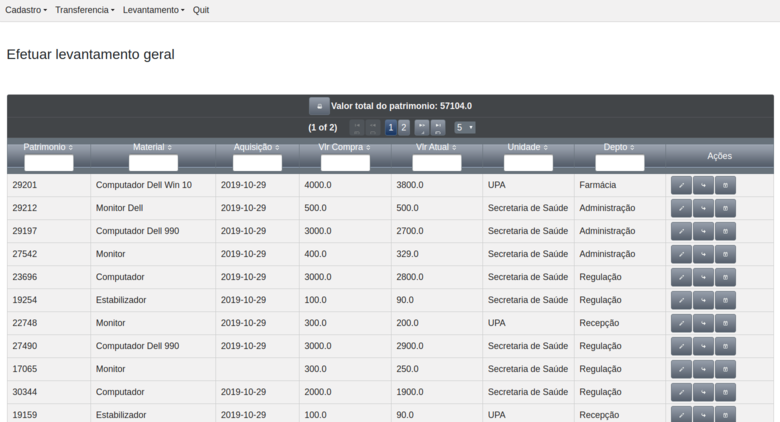 Cadastro Transferencia Levantamento Quit
Efetuar levantamento geral
Valor total do patrimonio: 57104.0
(1 of 2) 1 2 5
Patrimonio Material Aquisição Vlr Compra Vlr Atual Unidade Depto Ações
29201 Computador Dell Win 10 2019-10-29 4000.0 3800.0 UPA Farmácia
29212 Monitor Dell 2019-10-29 500.0 500.0 Secretaria de Saúde Administração
29197 Computador Dell 990 2019-10-29 3000.0 2700.0 Secretaria de Saúde Administração
27542 Monitor 2019-10-29 400.0 329.0 Secretaria de Saúde Administração
23696 Computador 2019-10-29 3000.0 2800.0 Secretaria de Saúde Regulação
19254 Estabilizador 2019-10-29 100.0 90.0 Secretaria de Saúde Regulação
22748 Monitor 2019-10-29 300.0 200.0 UPA Recepção
27490 Computador Dell 990 2019-10-29 3000.0 2900.0 Secretaria de Saúde Regulação
17065 Monitor 300.0 250.0 Secretaria de Saúde Regulação
30344 Computador 2019-10-29 2000.0 1900.0 Secretaria de Saúde Regulação
19159 Estabilizador 2019-10-29 100.0 90.0 UPA Recepção